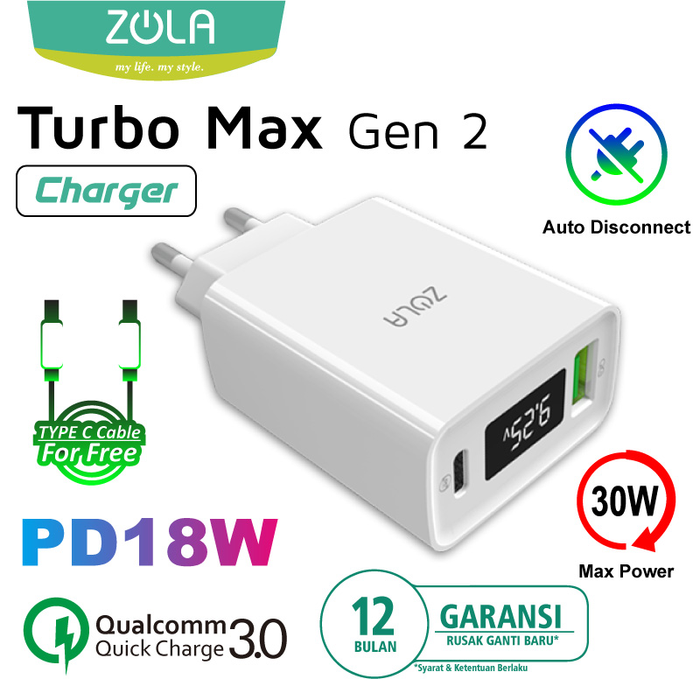 ZOLA
my life. my style.
Turbo Max Gen 2
Charger
Auto Disconnect
ZOLA
9.25V
TYPE C Cable
For Free
30W
Max Power
PD18W
Qualcomm
Quick Charge 3.0
12
BULAN
GARANSI
RUSAK GANTI BARU*
*Syarat & Ketentuan Berlaku